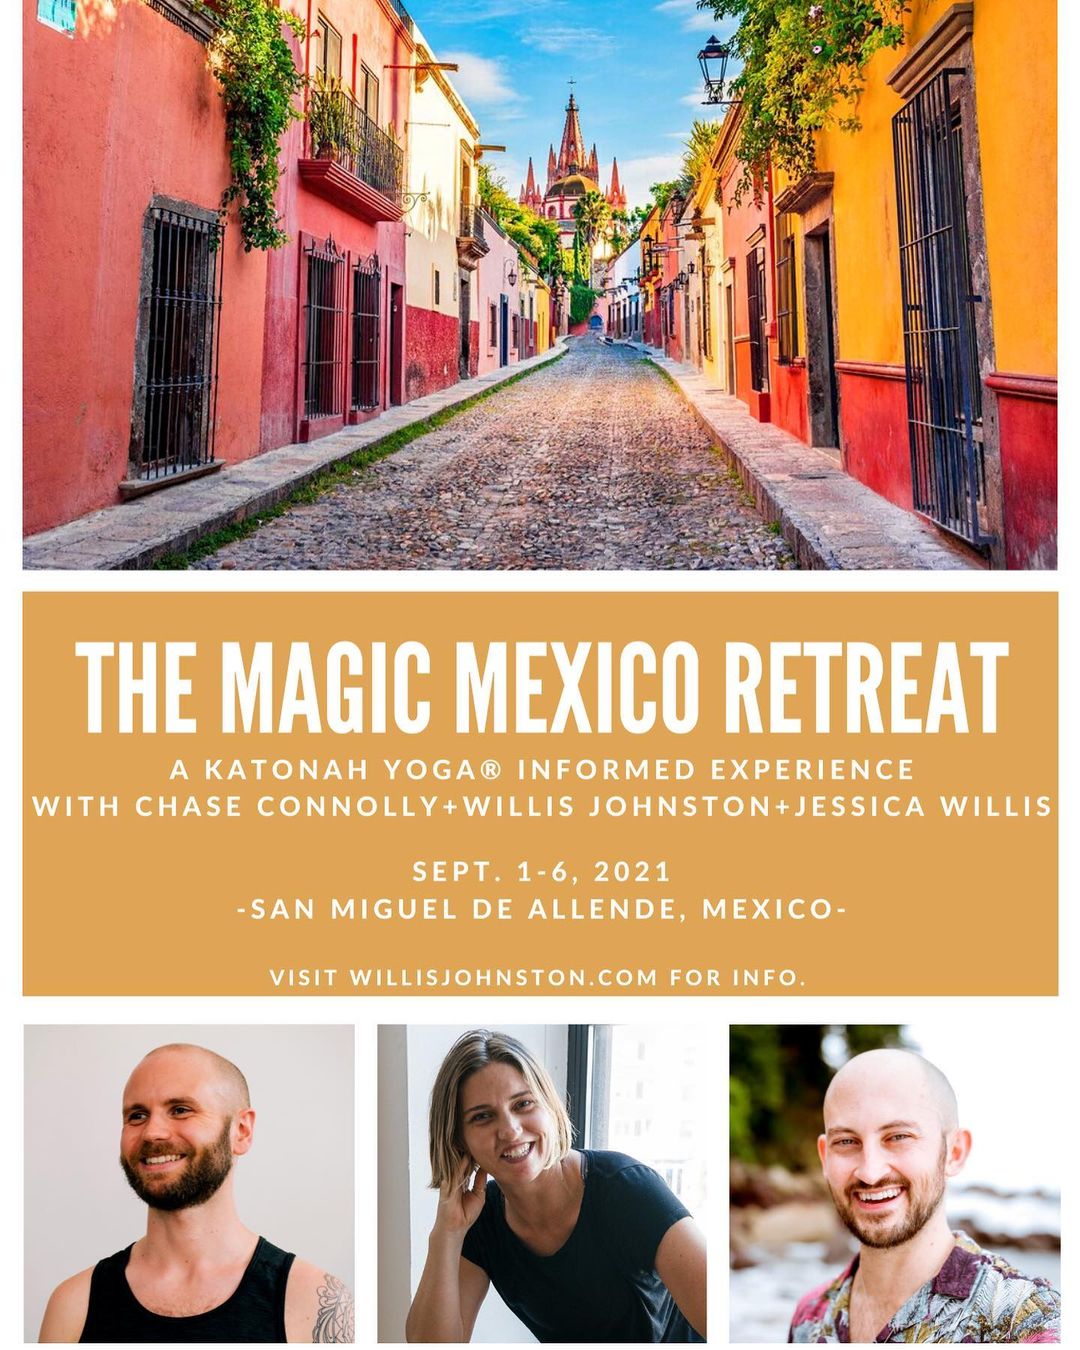 THE MAGIC MEXICO RETREAT
A KATONAH YOGA® INFORMED EXPERIENCE
WITH CHASE CONNOLLY+WILLIS JOHNSTON+JESSICA WILLIS
SEPT. 1-6, 2021
-SAN MIGUEL DE ALLENDE, MEXICO-
VISIT WILLISJOHNSTON.COM FOR INFO.